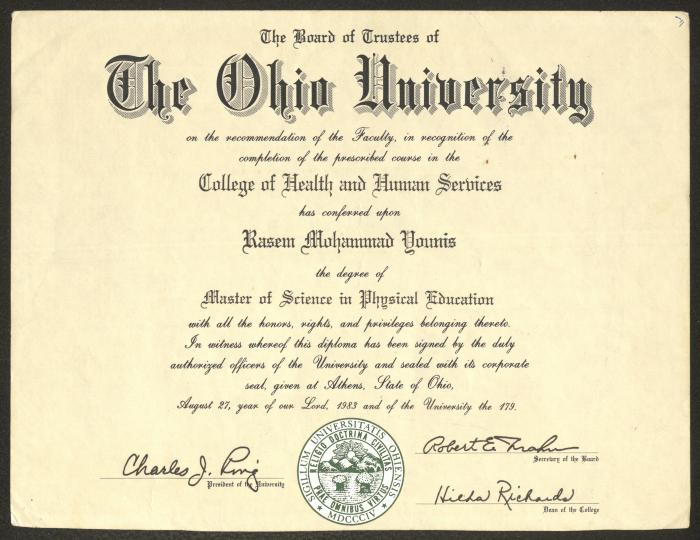 The Board of Trustees of
The Ohio University
on the recommendation of the Faculty, in recognition of the
completion of the prescribed course in the
College of Health and Human Services
has conferred upon
Rasem Mohammad Younis
the degree of
Master of Science in Physical Education
with all the honors, rights, and privileges belonging thereto.
In witness whereof this diploma has been signed by the duly
authorized officers of the University and sealed with its corporate
seal, given at Athens, State of Ohio,
August 27, year of our Lord, 1983 and of the University the 179.
Charles J. Ping
President of the University
SIGILLUM UNIVERSITATIS OHIENSIS
RELIGIO DOCTRINA CIVILITAS
PRAE OMNIBUS VIRTUS
MDCCCIV
Robert E. Mahn
Secretary of the Board
Hilda Richards
Dean of the College